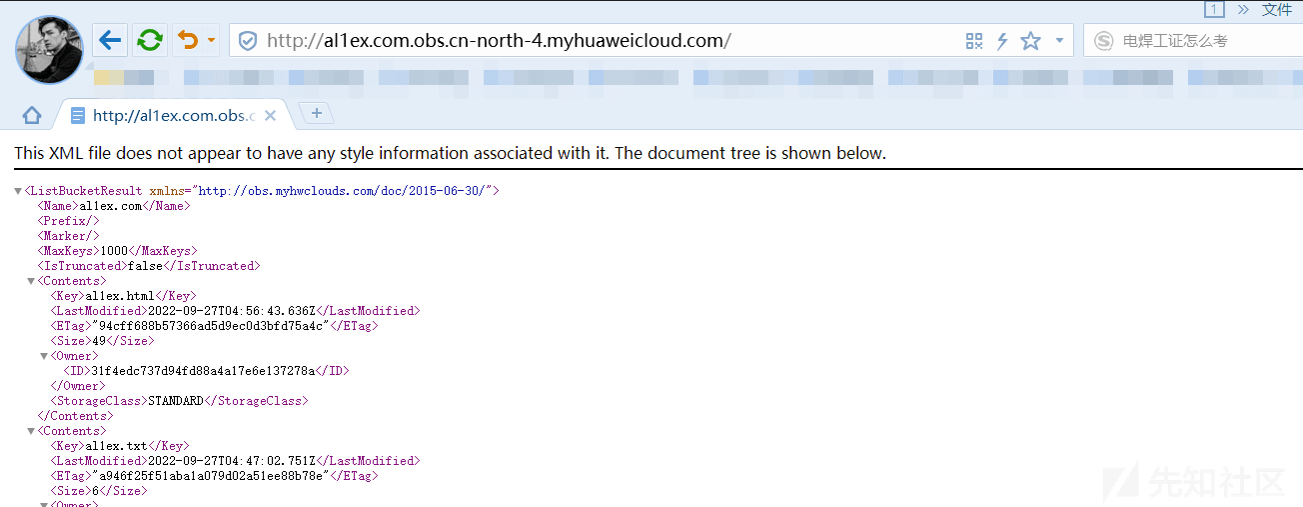 1 » 文件
http://al1ex.com.obs.cn-north-4.myhuaweicloud.com/
电焊工证怎么考
http://al1ex.com.obs.c
This XML file does not appear to have any style information associated with it. The document tree is shown below.
▼<ListBucketResult xmlns="http://obs.myhwclouds.com/doc/2015-06-30/">
<Name>al1ex.com</Name>
<Prefix/>
<Marker/>
<MaxKeys>1000</MaxKeys>
<IsTruncated>false</IsTruncated>
▼<Contents>
<Key>al1ex.html</Key>
<LastModified>2022-09-27T04:56:43.636Z</LastModified>
<ETag>"94cff688b57366ad5d9ec0d3bfd75a4c"</ETag>
<Size>49</Size>
▼<Owner>
<ID>31f4edc737d94fd88a4a17e6e137278a</ID>
</Owner>
<StorageClass>STANDARD</StorageClass>
</Contents>
▼<Contents>
<Key>al1ex.txt</Key>
<LastModified>2022-09-27T04:47:02.751Z</LastModified>
<ETag>"a946f25f51aba1a079d02a51ee88b78e"</ETag>
<Size>6</Size>
▼<Owner>
先知社区